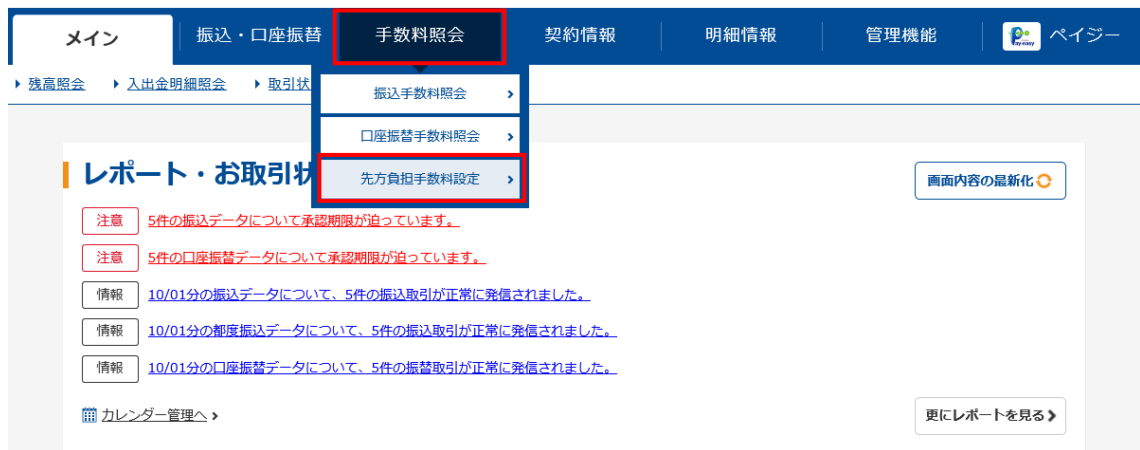 メイン
振込・口座振替
手数料照会
契約情報
明細情報
管理機能
Pay-easy
ペイジー
残高照会
入出金明細照会
取引状
振込手数料照会
口座振替手数料照会
先方負担手数料設定
レポート・お取引状
画面内容の最新化
注意 5件の振込データについて承認期限が迫っています。
注意 5件の口座振替データについて承認期限が迫っています。
情報 10/01分の振込データについて、5件の振込取引が正常に発信されました。
情報 10/01分の都度振込データについて、5件の振込取引が正常に発信されました。
情報 10/01分の口座振替データについて、5件の振替取引が正常に発信されました。
カレンダー管理へ
更にレポートを見る